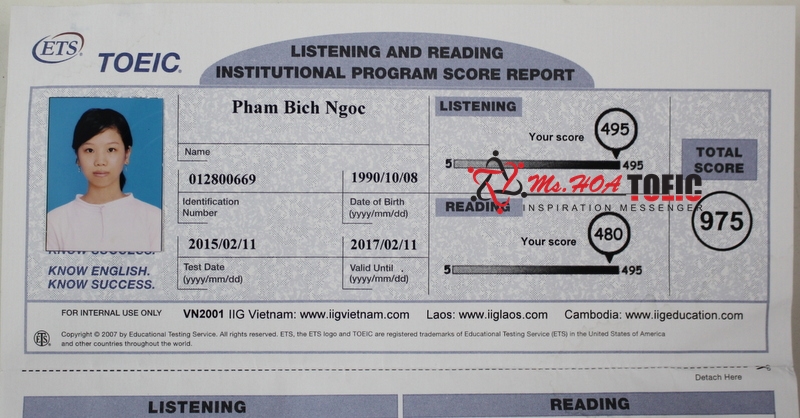 ETS
TOEIC
LISTENING AND READING
INSTITUTIONAL PROGRAM SCORE REPORT
Pham Bich Ngoc
Name
012800669
Identification
Number
1990/10/08
Date of Birth
(yyyy/mm/dd)
2015/02/11
Test Date
(yyyy/mm/dd)
2017/02/11
Valid Until
(yyyy/mm/dd)
KNOW SUCCESS.
KNOW ENGLISH.
KNOW SUCCESS.
LISTENING
Your score
495
5
495
Ms.HOA TOEIC
INSPIRATION MESSENGER
READING
Your score
480
5
495
TOTAL
SCORE
975
FOR INTERNAL USE ONLY
VN2001 IIG Vietnam: www.iigvietnam.com Laos: www.iiglaos.com Cambodia: www.iigeducation.com
ETS
Copyright © 2007 by Educational Testing Service. All rights reserved. ETS, the ETS logo and TOEIC are registered trademarks of Educational Testing Service (ETS) in the United States of America
and other countries throughout the world.
Detach Here
LISTENING
READING